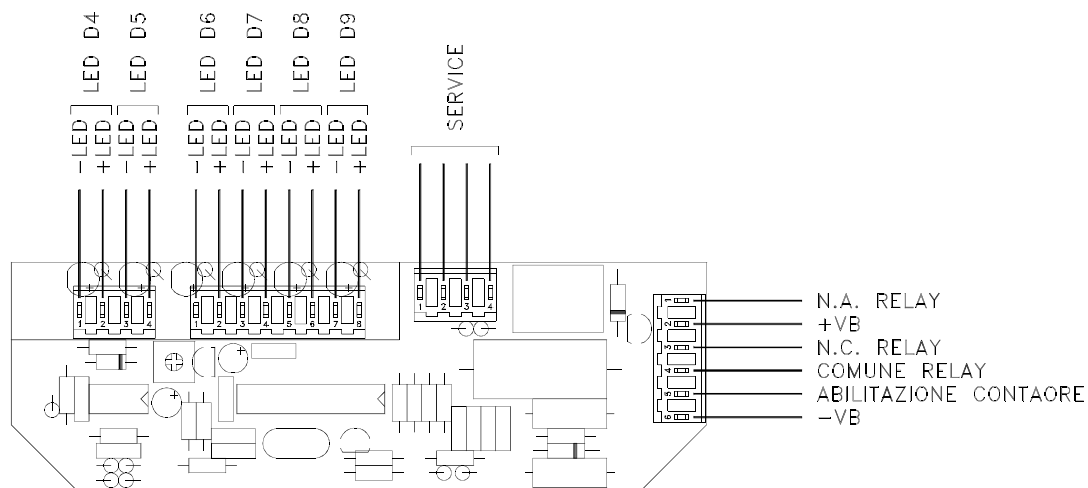 LED D4
LED D5
LED D6
LED D7
LED D8
LED D9
SERVICE
-LED
+LED
-LED
+LED
-LED
+LED
-LED
+LED
-LED
+LED
-LED
+LED
1 2 3 4
1 2 3 4 5 6 7 8
1 2 3 4
1 N.A. RELAY
2 +VB
3 N.C. RELAY
4 COMUNE RELAY
5 ABILITAZIONE CONTAORE
6 -VB